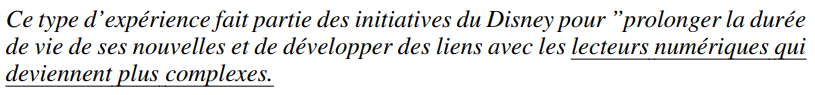 Ce type d’expérience fait partie des initiatives du Disney pour ”prolonger la durée
de vie de ses nouvelles et de développer des liens avec les lecteurs numériques qui
deviennent plus complexes.